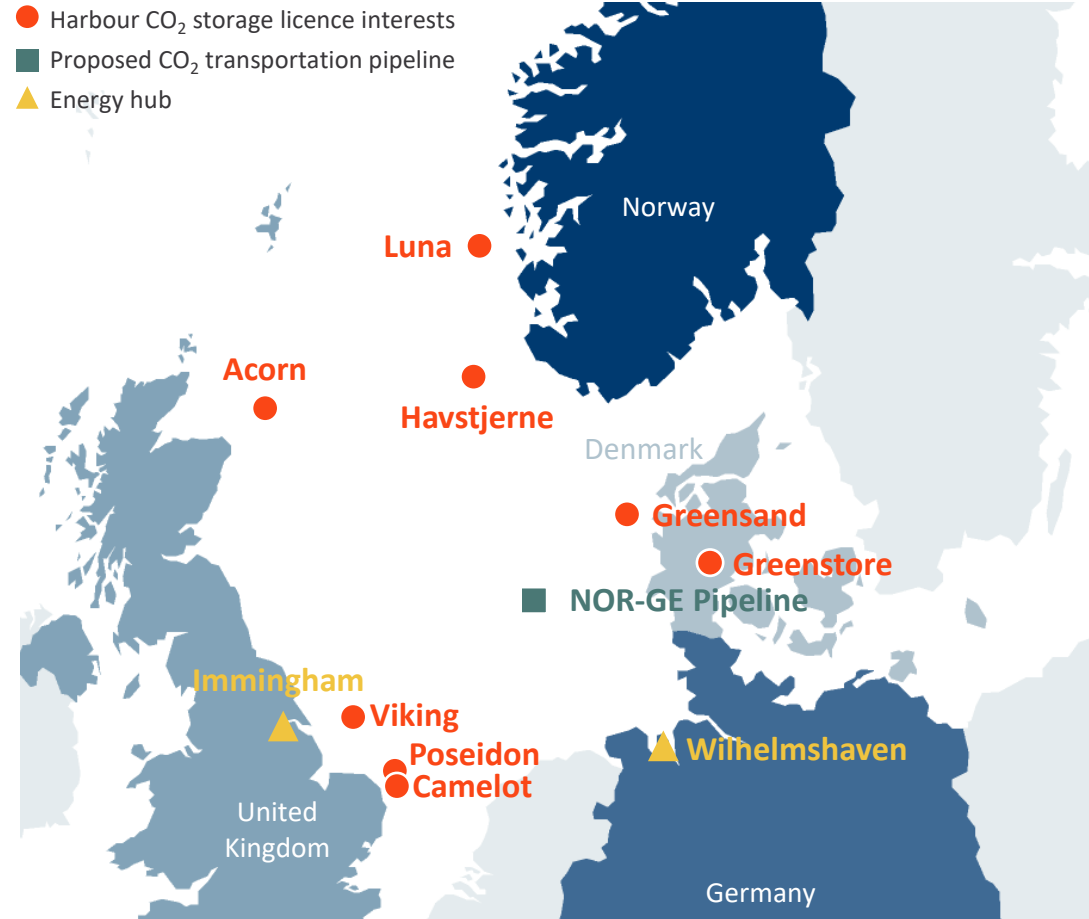 Harbour CO₂ storage licence interests
Proposed CO₂ transportation pipeline
Energy hub
Norway
Luna
Acorn
Havstjerne
Denmark
Greensand
Greenstore
NOR-GE Pipeline
Immingham
Viking
Poseidon
Wilhelmshaven
Camelot
United
Kingdom
Germany